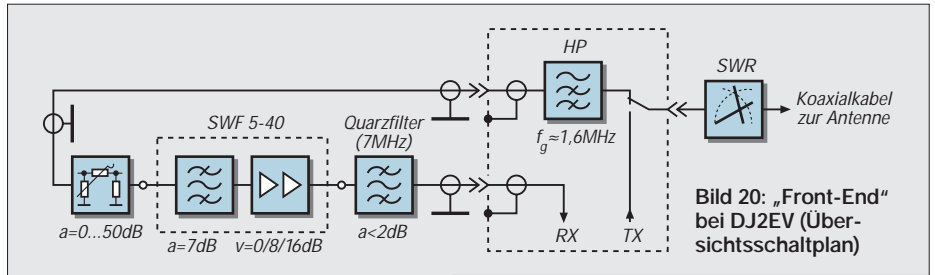 HP
SWR
Koaxialkabel
zur Antenne
f_g≈1,6MHz
SWF 5-40
Quarzfilter
(7MHz)
a=0...50dB
a=7dB
v=0/8/16dB
a<2dB
RX
TX
Bild 20: „Front-End“
bei DJ2EV (Über-
sichtsschaltplan)